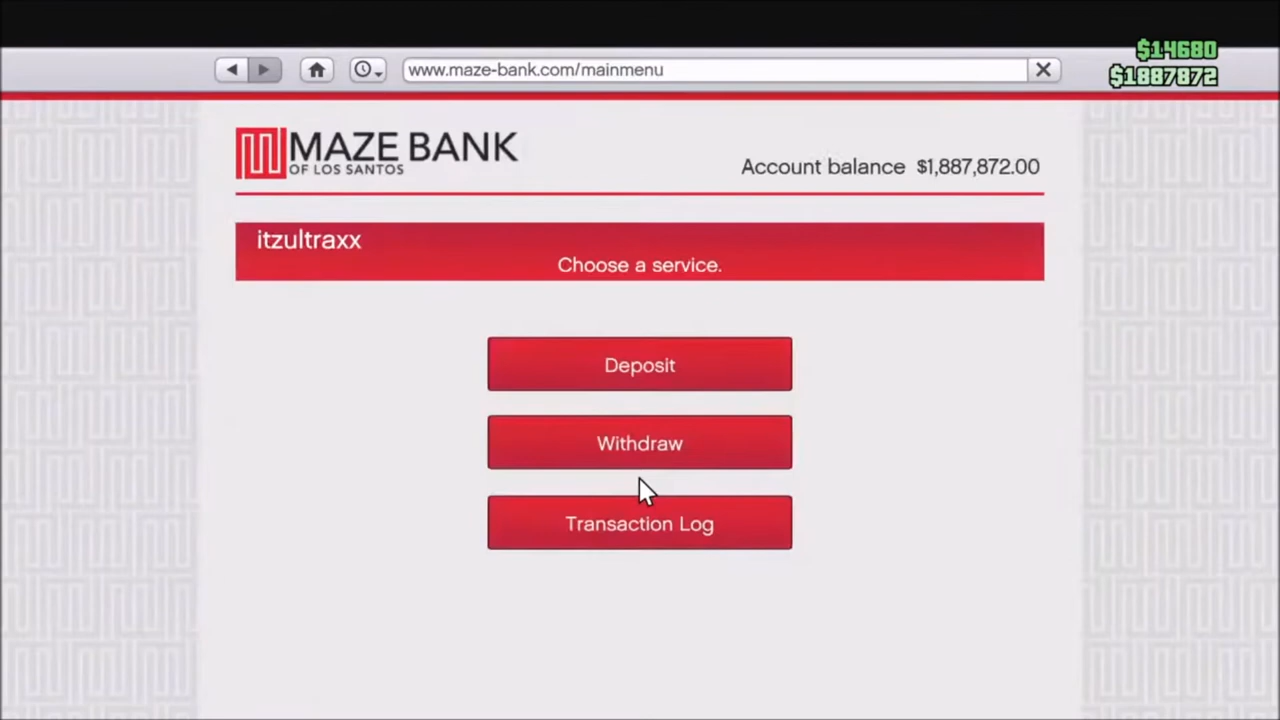 $14680
www.maze-bank.com/mainmenu
$1887872
MAZE BANK
OF LOS SANTOS
Account balance $1,887,872.00
itzultraxx
Choose a service.
Deposit
Withdraw
Transaction Log